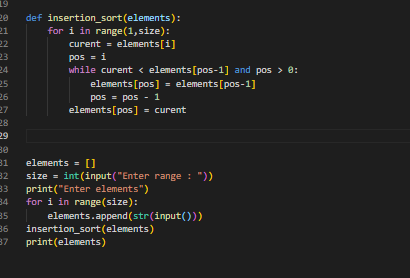 19
20 def insertion_sort(elements):
21 for i in range(1,size):
22 curent = elements[i]
23 pos = i
24 while curent < elements[pos-1] and pos > 0:
25 elements[pos] = elements[pos-1]
26 pos = pos - 1
27 elements[pos] = curent
28
29
30
31 elements = []
32 size = int(input("Enter range : "))
33 print("Enter elements")
34 for i in range(size):
35 elements.append(str(input()))
36 insertion_sort(elements)
37 print(elements)